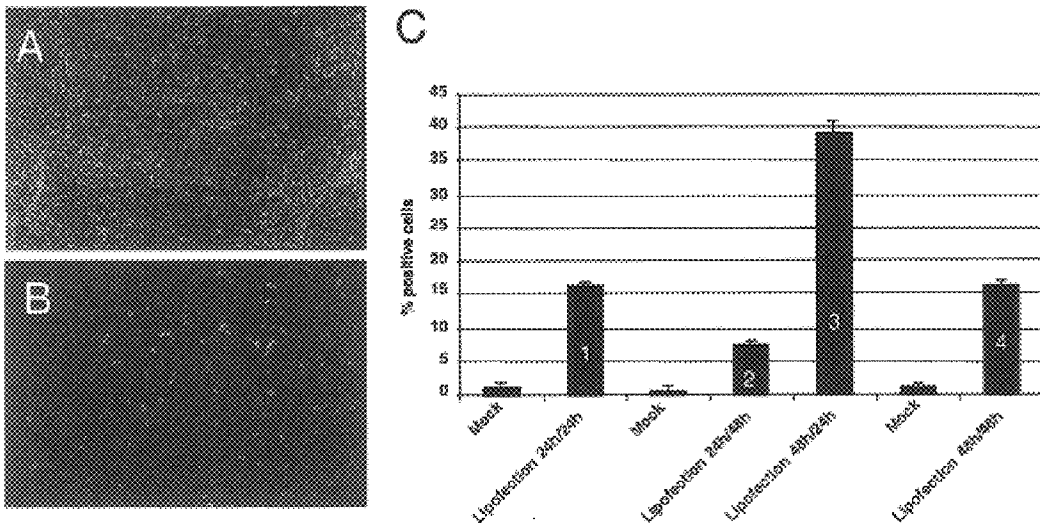 A
B
C
% positive cells
45
40
35
30
25
20
15
10
5
0
1
2
3
4
Mock
Lipofection 24h/24h
Mock
Lipofection 24h/48h
Lipofection 48h/24h
Mock
Lipofection 48h/48h